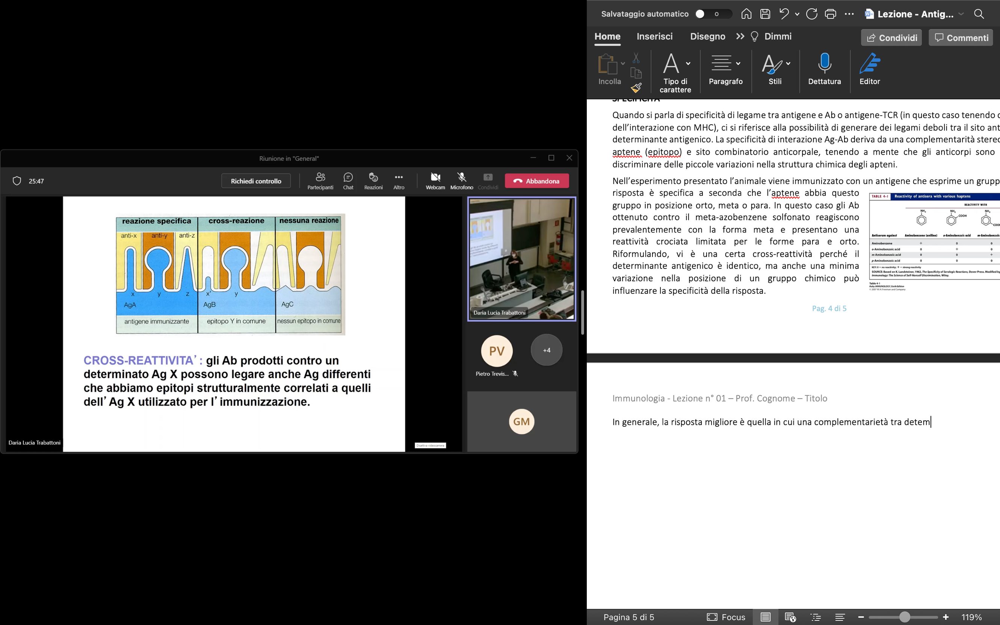 Riunione in "General"
25:47
Richiedi controllo
Partecipanti
Chat
Reazioni
Altro
Webcam
Microfono
Condividi
Abbandona
reazione specifica
cross-reazione
nessuna reazione
anti-x
anti-y
anti-z
x
y
z
x'
y
AgA
AgB
AgC
antigene immunizzante
epitopo Y in comune
nessun epitopo in comune
CROSS-REATTIVITA’ : gli Ab prodotti contro un
determinato Ag X possono legare anche Ag differenti
che abbiamo epitopi strutturalmente correlati a quelli
dell’ Ag X utilizzato per l’ immunizzazione.
Daria Lucia Trabattoni
Disattiva videocamera
Daria Lucia Trabattoni
PV
+4
Pietro Trevis...
GM
Salvataggio automatico
Lezione - Antig...
Home
Inserisci
Disegno
Dimmi
Condividi
Commenti
Incolla
Tipo di
carattere
Paragrafo
Stili
Dettatura
Editor
Quando si parla di specificità di legame tra antigene e Ab o antigene-TCR (in questo caso tenendo
dell’interazione con MHC), ci si riferisce alla possibilità di generare dei legami deboli tra il sito ant
determinante antigenico. La specificità di interazione Ag-Ab deriva da una complementarità stere
aptene (epitopo) e sito combinatorio anticorpale, tenendo a mente che gli anticorpi sono
discriminare delle piccole variazioni nella struttura chimica degli apteni.
Nell’esperimento presentato l’animale viene immunizzato con un antigene che esprime un grupp
risposta è specifica a seconda che l’aptene abbia questo
gruppo in posizione orto, meta o para. In questo caso gli Ab
ottenuto contro il meta-azobenzene solfonato reagiscono
prevalentemente con la forma meta e presentano una
reattività crociata limitata per le forme para e orto.
Riformulando, vi è una certa cross-reattività perché il
determinante antigenico è identico, ma anche una minima
variazione nella posizione di un gruppo chimico può
influenzare la specificità della risposta.
TABLE 4-1 Reactivity of antisera with various haptens
REACTIVITY WITH
NH₂
NH₂
COOH
NH₂
COO
Antiserum against Aminobenzene (aniline) o-Aminobenzoic acid m-Aminobenzoic
Aminobenzene + 0 0
o-Aminobenzoic acid 0 + 0
m-Aminobenzoic acid 0 0 +
p-Aminobenzoic acid 0 0 0
KEY: 0 = no reactivity; + = strong reactivity
SOURCE: Based on K. Landsteiner, 1962, The Specificity of Serologic Reactions, Dover Press. Modified by
Immunology: The Science of Self-Nonself Discrimination, Wiley.
Table 4-1
Kuby IMMUNOLOGY, Sixth Edition
© 2007 W.H. Freeman and Company
Pag. 4 di 5
Immunologia - Lezione n° 01 – Prof. Cognome – Titolo
In generale, la risposta migliore è quella in cui una complementarietà tra detem
Pagina 5 di 5
Focus
119%